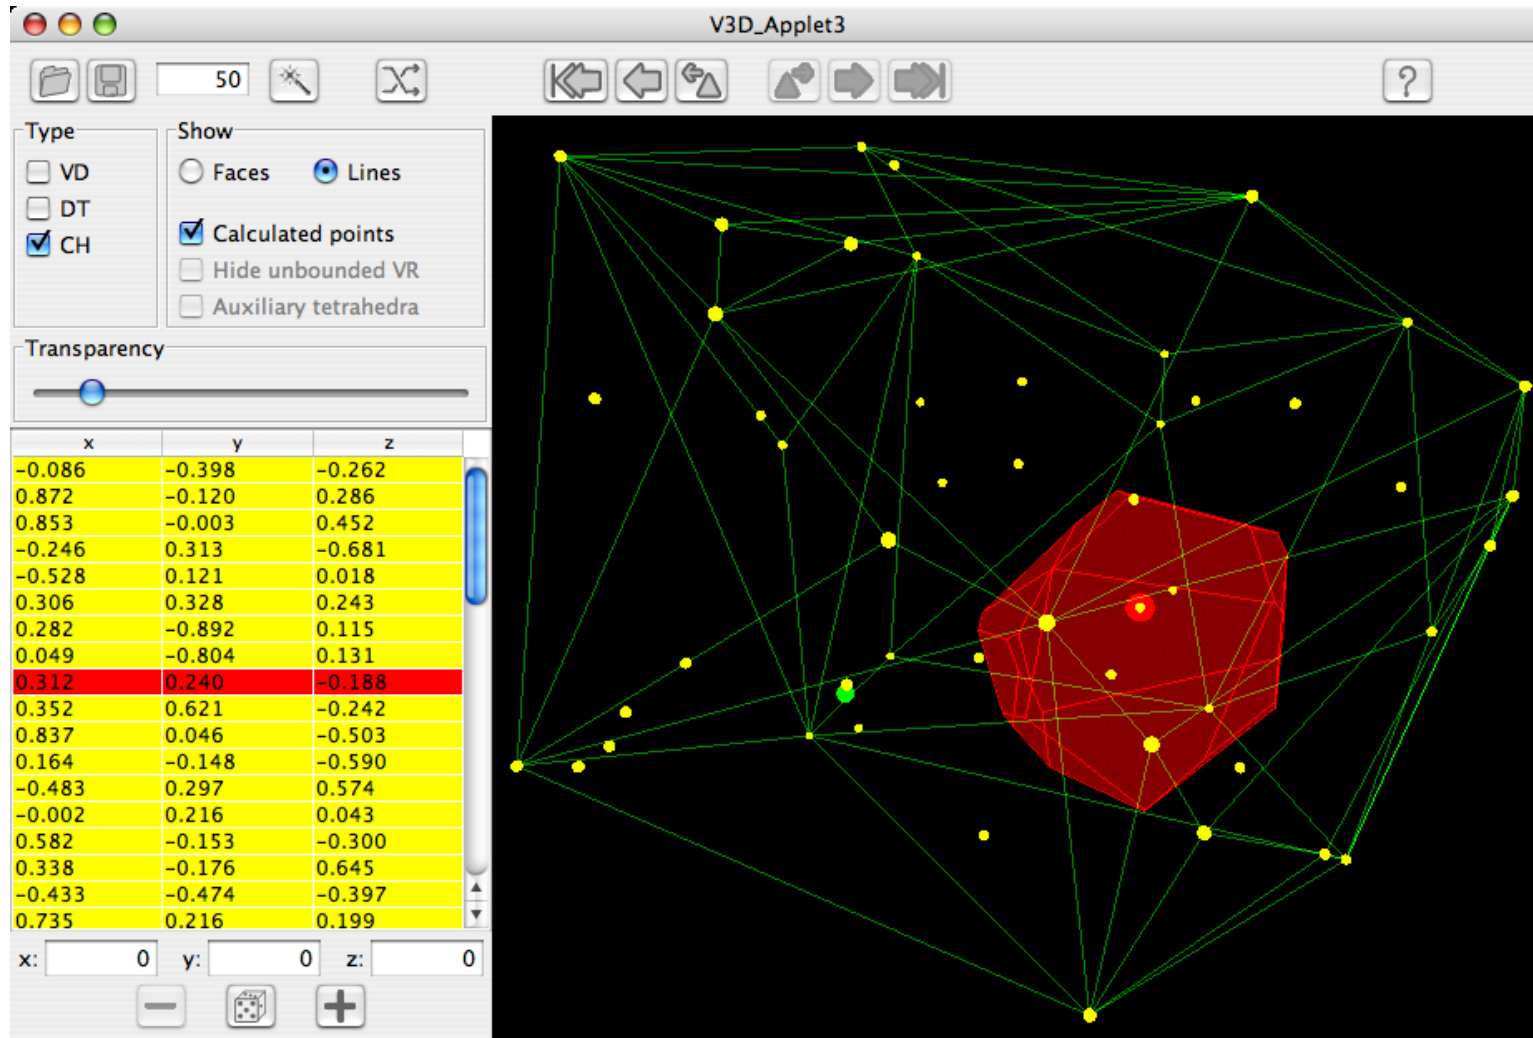 V3D_Applet3
50
?
Type
Show
VD
Faces
Lines
DT
CH
Calculated points
Hide unbounded VR
Auxiliary tetrahedra
Transparency
x y z
-0.086 -0.398 -0.262
0.872 -0.120 0.286
0.853 -0.003 0.452
-0.246 0.313 -0.681
-0.528 0.121 0.018
0.306 0.328 0.243
0.282 -0.892 0.115
0.049 -0.804 0.131
0.312 0.240 -0.188
0.352 0.621 -0.242
0.837 0.046 -0.503
0.164 -0.148 -0.590
-0.483 0.297 0.574
-0.002 0.216 0.043
0.582 -0.153 -0.300
0.338 -0.176 0.645
-0.433 -0.474 -0.397
0.735 0.216 0.199
x: 0 y: 0 z: 0